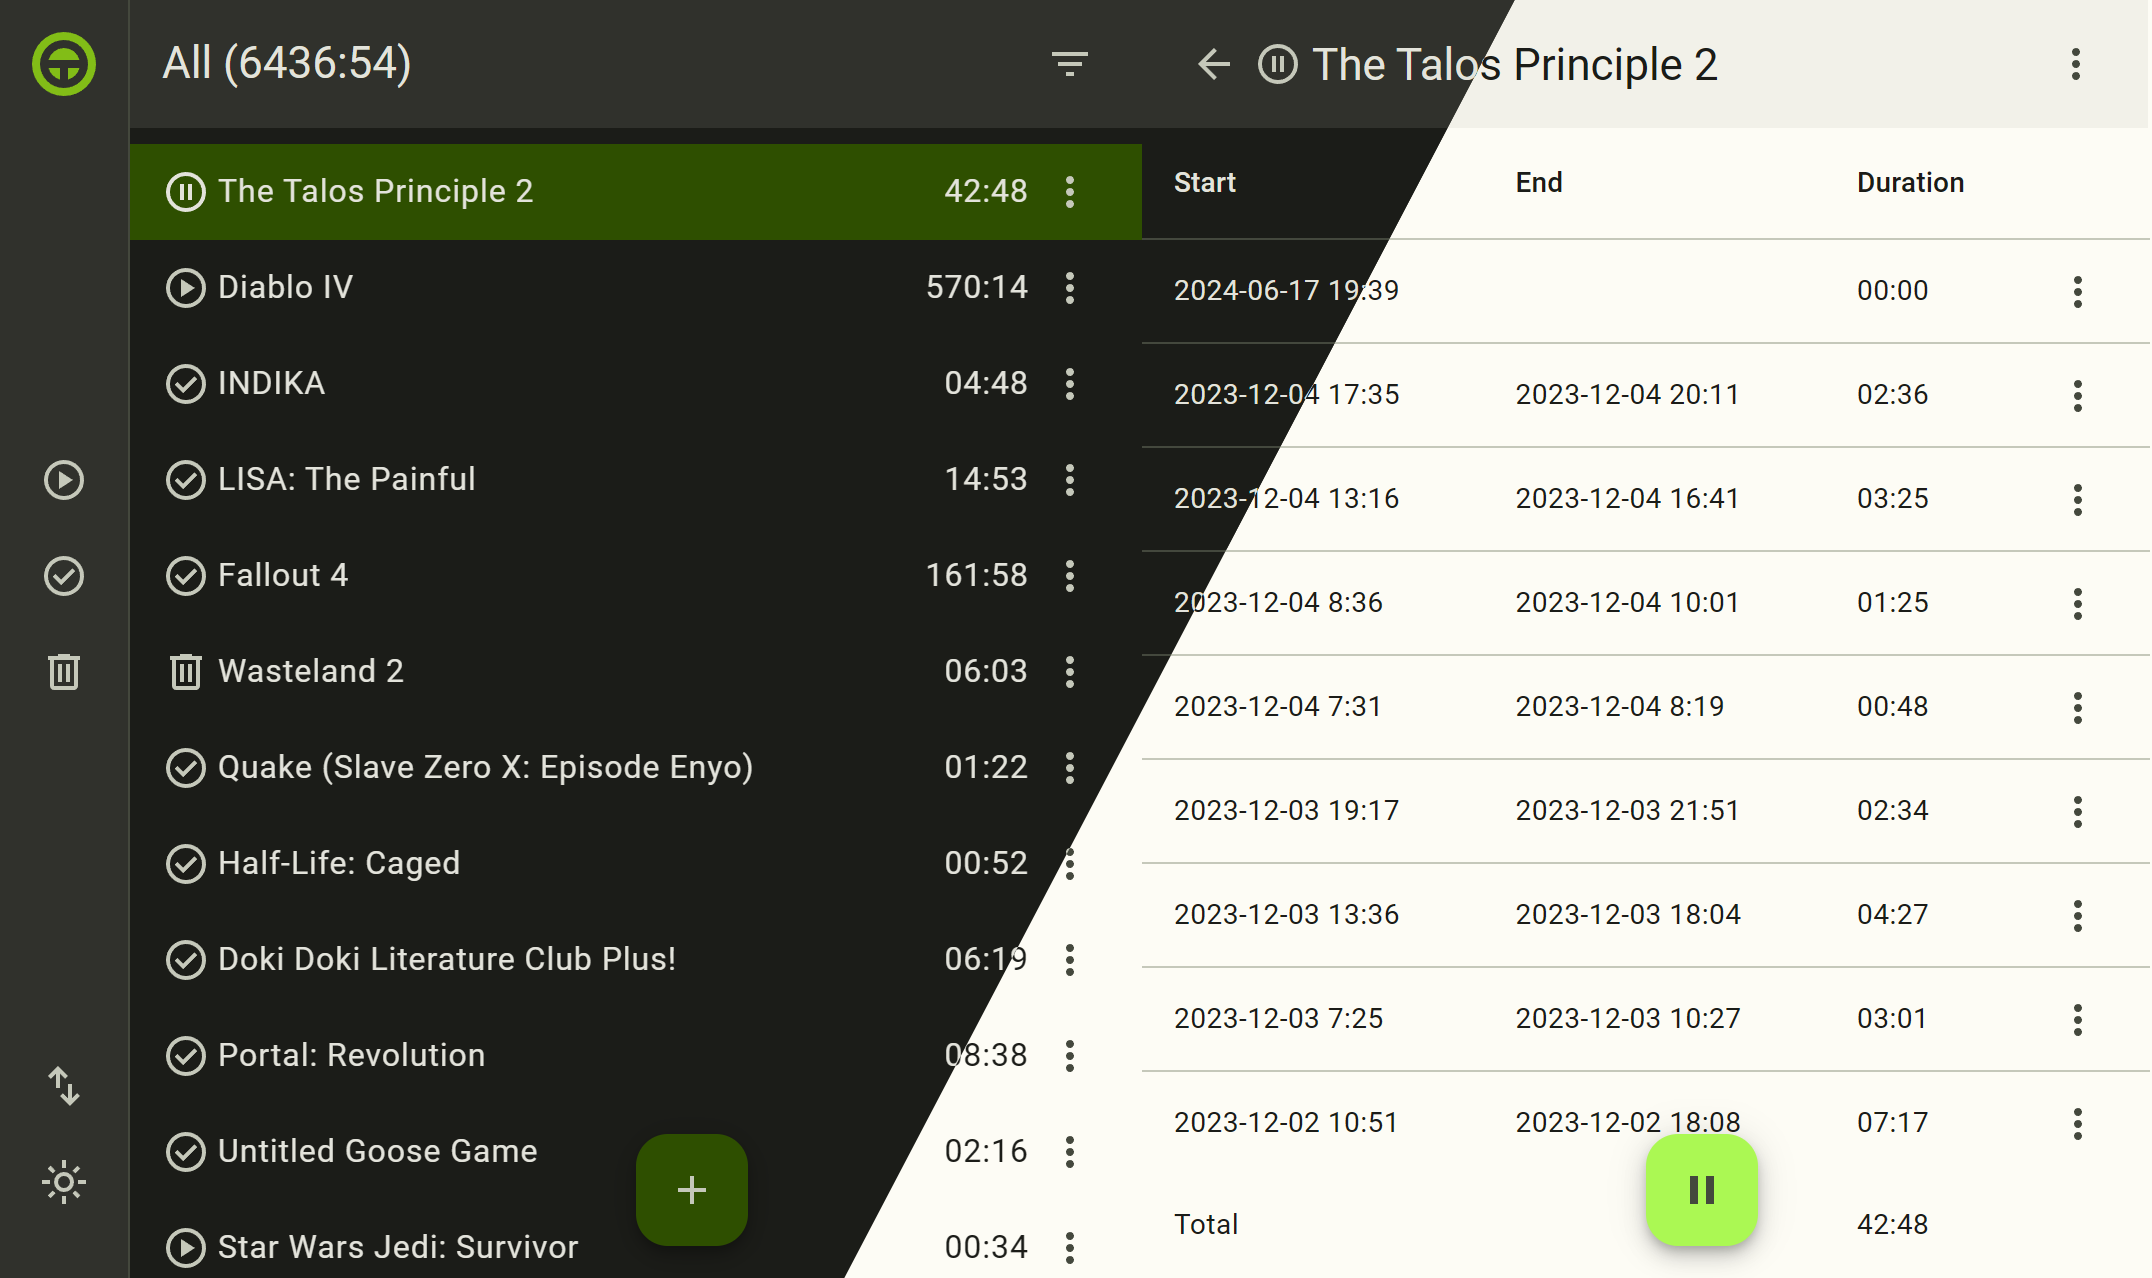 All (6436:54)
The Talos Principle 2 42:48
Diablo IV 570:14
INDIKA 04:48
LISA: The Painful 14:53
Fallout 4 161:58
Wasteland 2 06:03
Quake (Slave Zero X: Episode Enyo) 01:22
Half-Life: Caged 00:52
Doki Doki Literature Club Plus! 06:19
Portal: Revolution 08:38
Untitled Goose Game 02:16
Star Wars Jedi: Survivor 00:34
The Talos Principle 2
Start End Duration
2024-06-17 19:39 00:00
2023-12-04 17:35 2023-12-04 20:11 02:36
2023-12-04 13:16 2023-12-04 16:41 03:25
2023-12-04 8:36 2023-12-04 10:01 01:25
2023-12-04 7:31 2023-12-04 8:19 00:48
2023-12-03 19:17 2023-12-03 21:51 02:34
2023-12-03 13:36 2023-12-03 18:04 04:27
2023-12-03 7:25 2023-12-03 10:27 03:01
2023-12-02 10:51 2023-12-02 18:08 07:17
Total 42:48